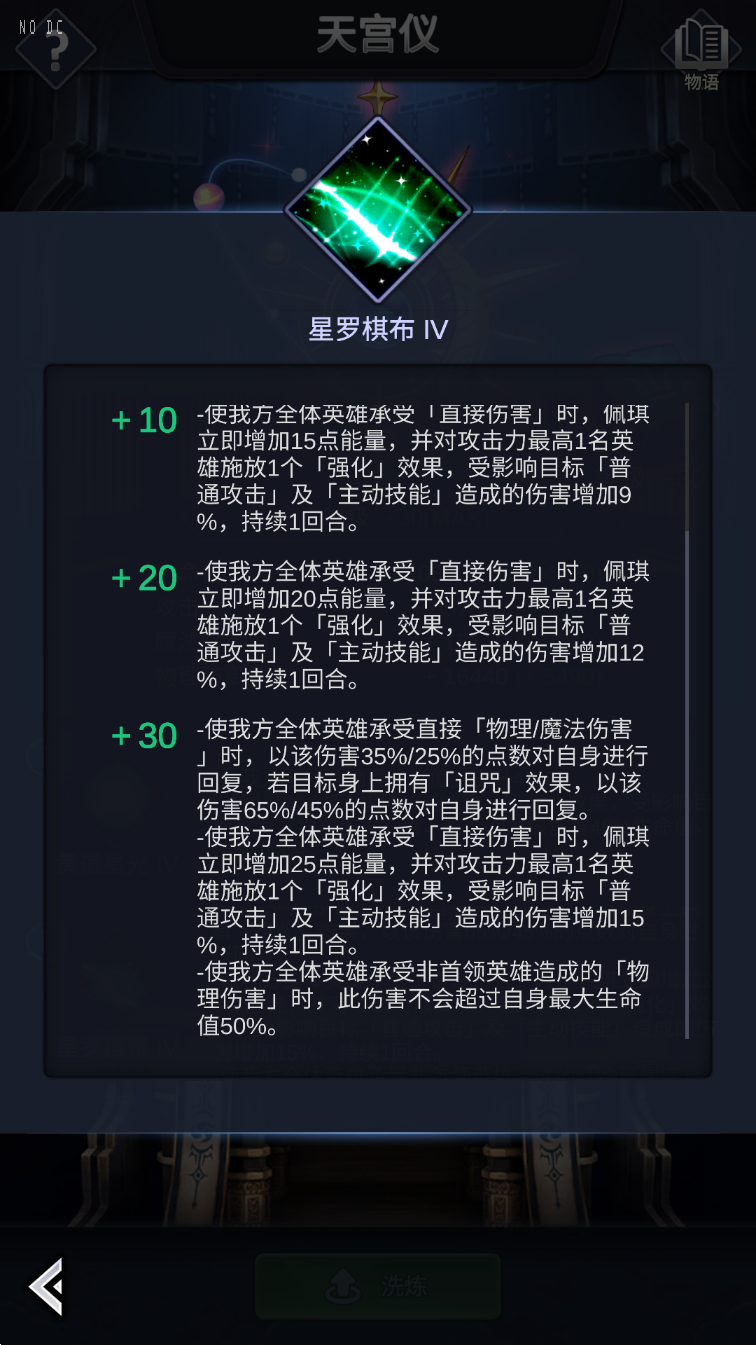 NO DC
天宫仪
?
物语
星罗棋布 IV
+10
-使我方全体英雄承受「直接伤害」时，佩琪
立即增加15点能量，并对攻击力最高1名英
雄施放1个「强化」效果，受影响目标「普
通攻击」及「主动技能」造成的伤害增加9
%，持续1回合。
+20
-使我方全体英雄承受「直接伤害」时，佩琪
立即增加20点能量，并对攻击力最高1名英
雄施放1个「强化」效果，受影响目标「普
通攻击」及「主动技能」造成的伤害增加12
%，持续1回合。
+30
-使我方全体英雄承受直接「物理/魔法伤害
」时，以该伤害35%/25%的点数对自身进行
回复，若目标身上拥有「诅咒」效果，以该
伤害65%/45%的点数对自身进行回复。
-使我方全体英雄承受「直接伤害」时，佩琪
立即增加25点能量，并对攻击力最高1名英
雄施放1个「强化」效果，受影响目标「普
通攻击」及「主动技能」造成的伤害增加15
%，持续1回合。
-使我方全体英雄承受非首领英雄造成的「物
理伤害」时，此伤害不会超过自身最大生命
值50%。
洗炼